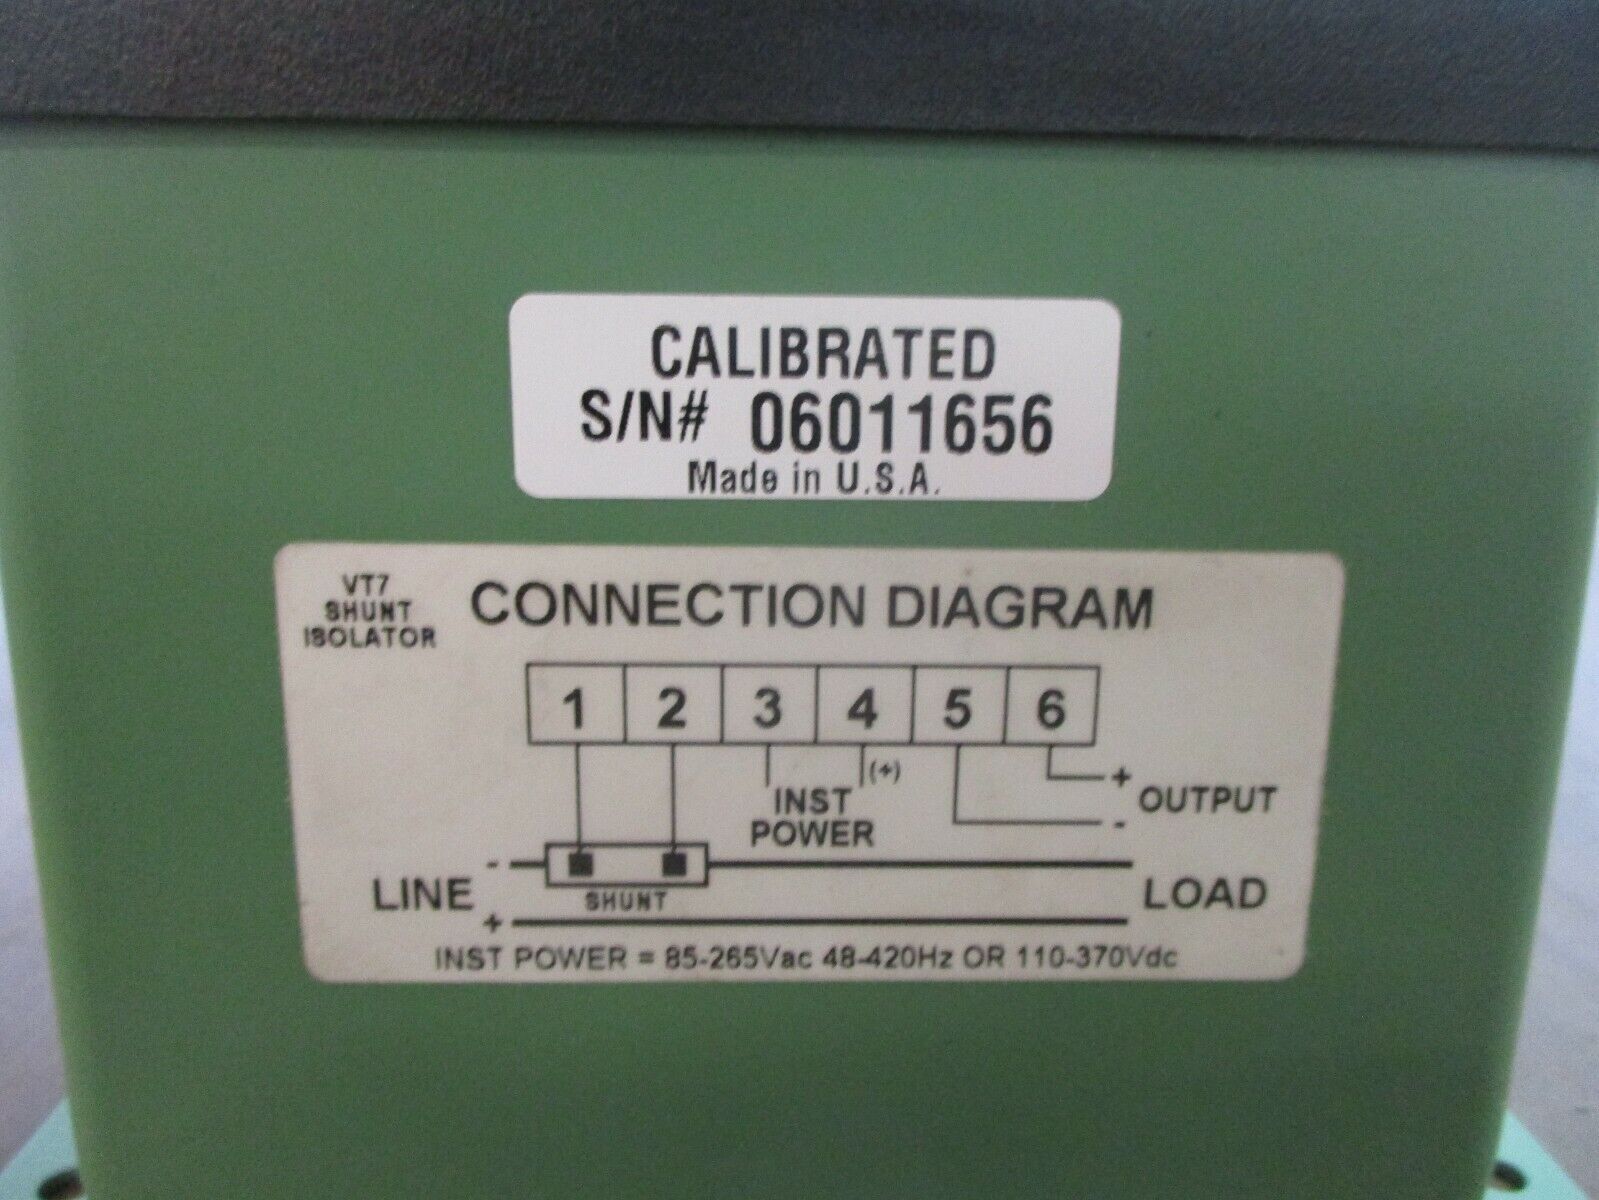 CALIBRATED
S/N# 06011656
Made in U.S.A.
VT7
SHUNT
ISOLATOR
CONNECTION DIAGRAM
1 2 3 4 5 6
(+)
INST
POWER
+
-
OUTPUT
-
LINE
+
SHUNT
LOAD
INST POWER = 85-265Vac 48-420Hz OR 110-370Vdc